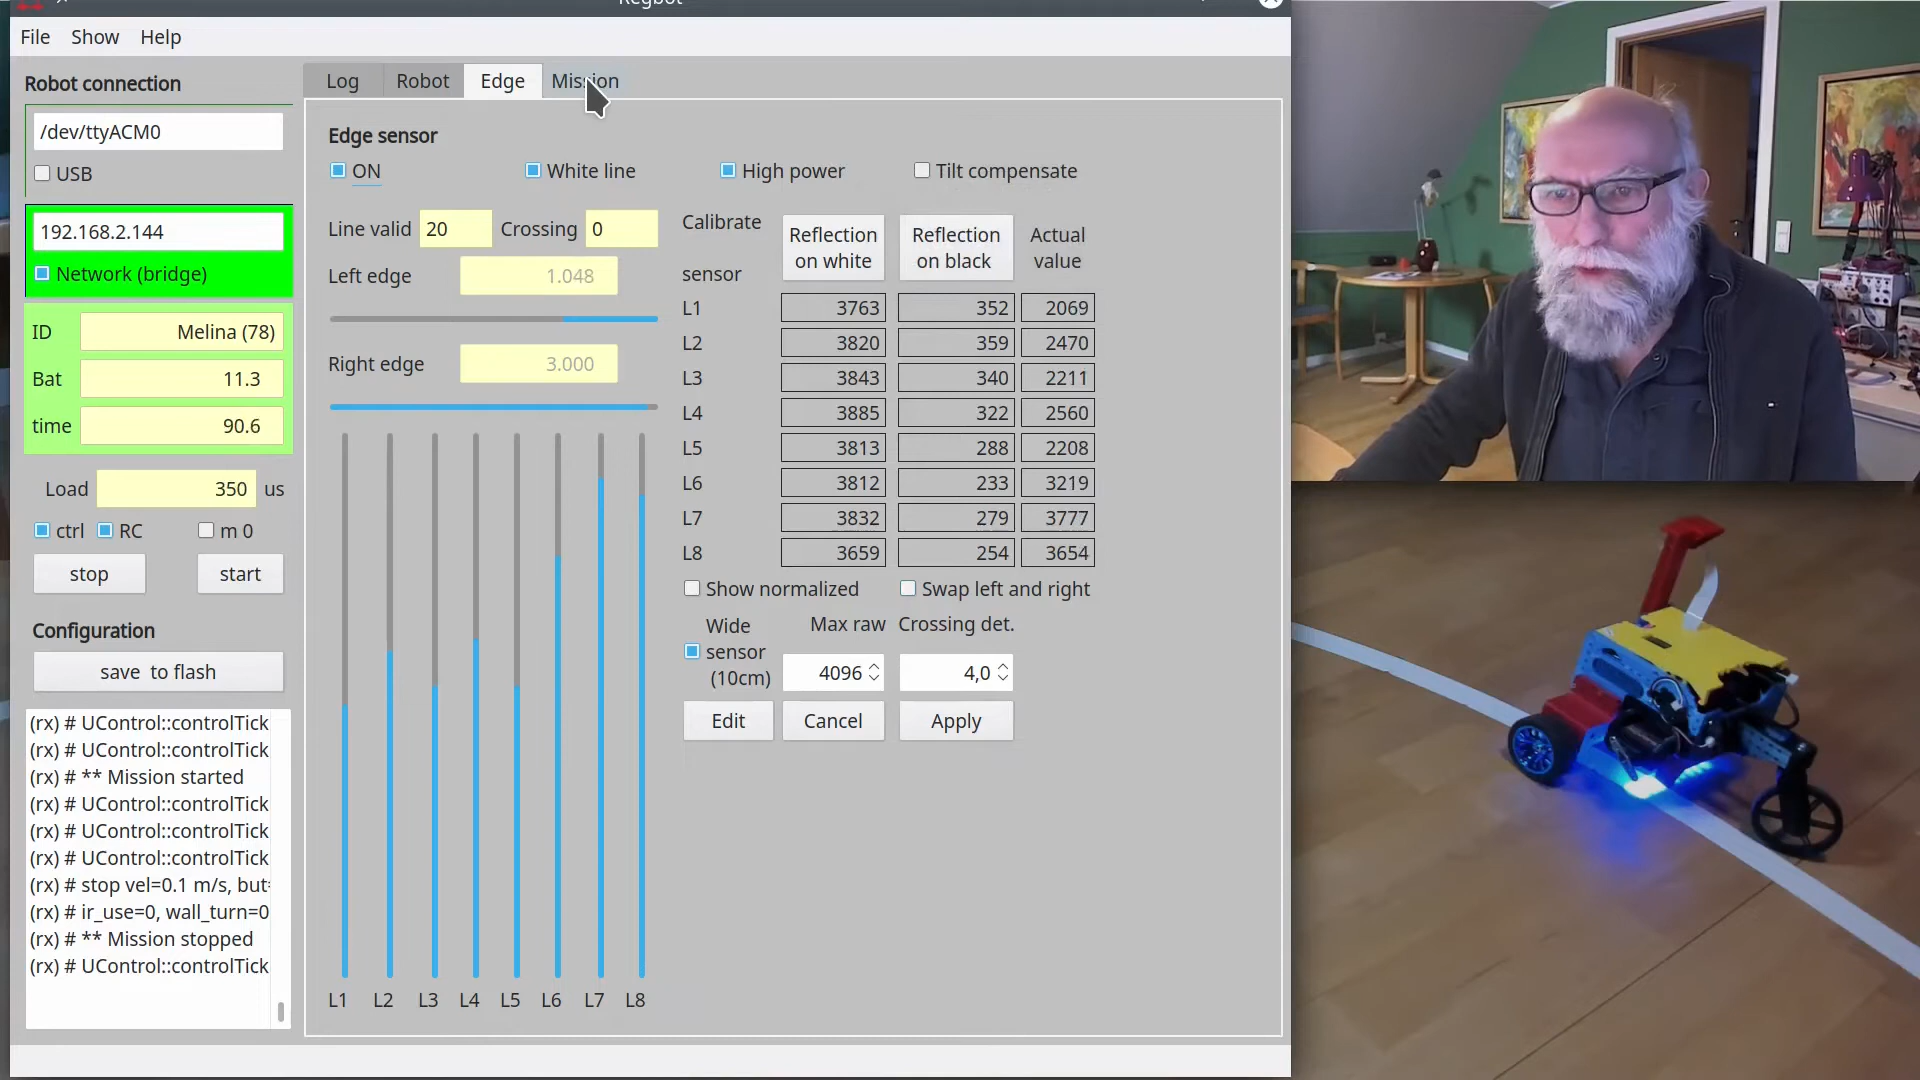 Regbot
File Show Help
Robot connection
/dev/ttyACM0
USB
192.168.2.144
Network (bridge)
ID Melina (78)
Bat 11.3
time 90.6
Load 350 us
ctrl RC m 0
stop start
Configuration
save to flash
(rx) # UControl::controlTick
(rx) # UControl::controlTick
(rx) # ** Mission started
(rx) # UControl::controlTick
(rx) # UControl::controlTick
(rx) # UControl::controlTick
(rx) # stop vel=0.1 m/s, but
(rx) # ir_use=0, wall_turn=0
(rx) # ** Mission stopped
(rx) # UControl::controlTick
Log Robot Edge Mission
Edge sensor
ON White line High power Tilt compensate
Line valid 20 Crossing 0
Left edge 1.048
Right edge 3.000
L1 L2 L3 L4 L5 L6 L7 L8
Calibrate
sensor
Reflection
on white
Reflection
on black
Actual
value
L1 3763 352 2069
L2 3820 359 2470
L3 3843 340 2211
L4 3885 322 2560
L5 3813 288 2208
L6 3812 233 3219
L7 3832 279 3777
L8 3659 254 3654
Show normalized Swap left and right
Wide
sensor
(10cm)
Max raw Crossing det.
4096 4,0
Edit Cancel Apply